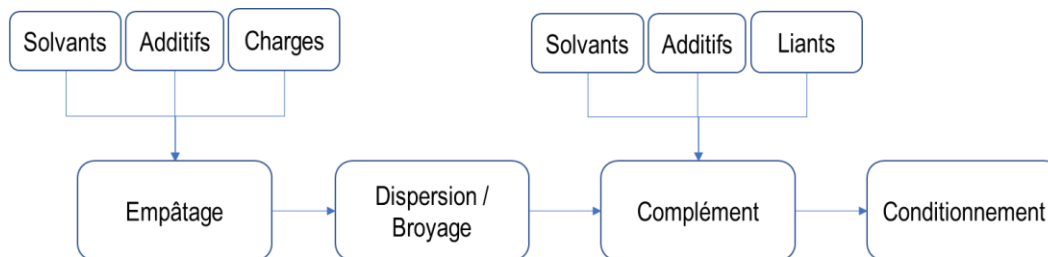 Solvants
Additifs
Charges
Solvants
Additifs
Liants
Empâtage
Dispersion /
Broyage
Complément
Conditionnement